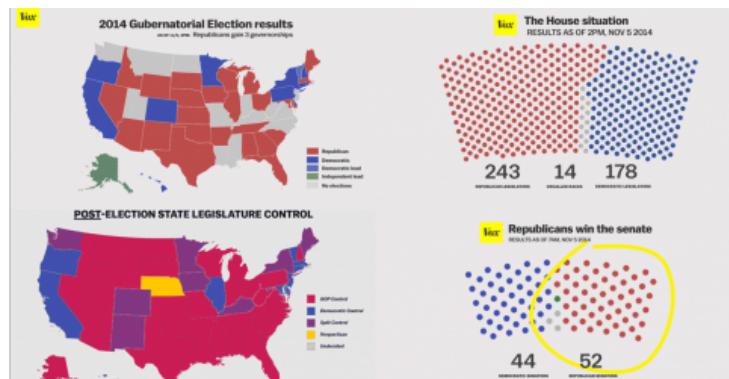 Vox
2014 Gubernatorial Election results
Republicans gain 3 governorships
Republican
Democratic
Democratic lead
Independent lead
No elections
Vox
The House situation
RESULTS AS OF 2PM, NOV 5 2014
243
14
178
REPUBLICAN LEGISLATORS
DEMOCRATIC LEGISLATORS
POST-ELECTION STATE LEGISLATURE CONTROL
GOP Control
Democratic Control
Split Control
Nonpartisan
Undecided
Vox
Republicans win the senate
RESULTS AS OF 7AM, NOV 5 2014
44
52
DEMOCRATIC SENATORS
REPUBLICAN SENATORS